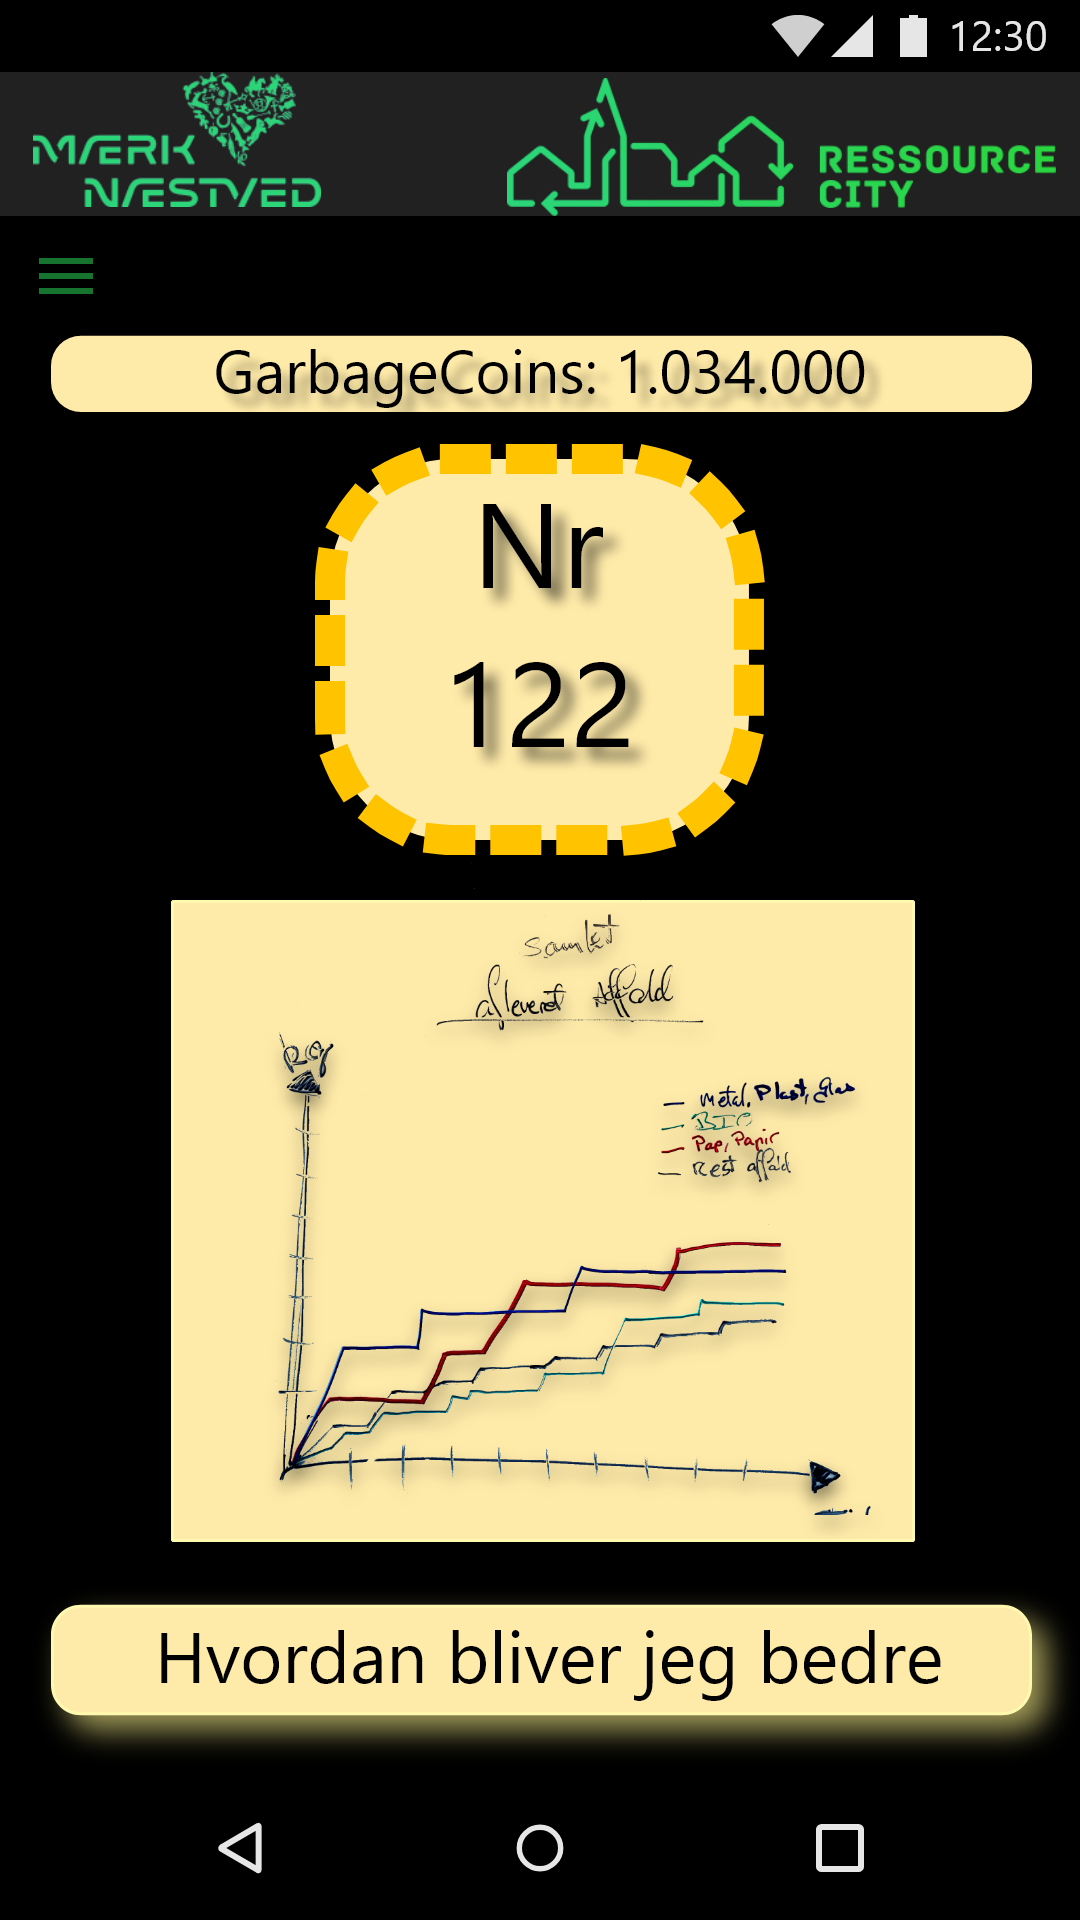 12:30
MÆRK
NÆSTVED
RESSOURCE
CITY
GarbageCoins: 1.034.000
Nr
122
Samlet
afleveret Affald
Kg
Metal, Plast, glas
BIO
Pap, Papir
Rest affald
Hvordan bliver jeg bedre